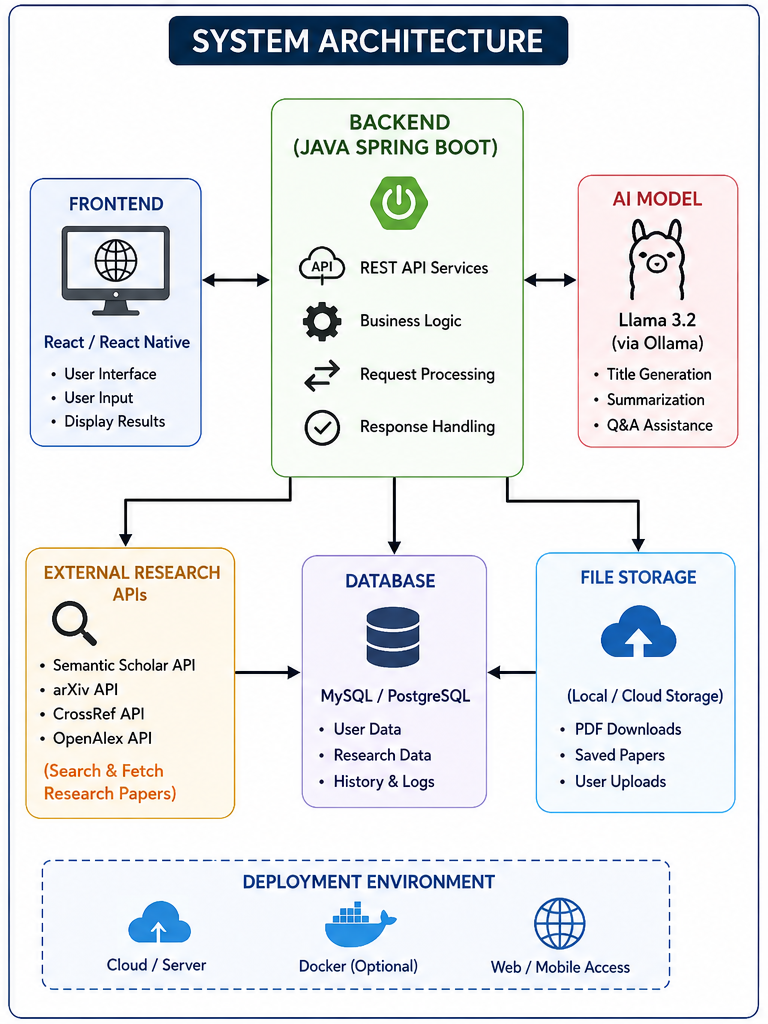 SYSTEM ARCHITECTURE
BACKEND
(JAVA SPRING BOOT)
API
REST API Services
Business Logic
Request Processing
Response Handling
FRONTEND
React / React Native
• User Interface
• User Input
• Display Results
AI MODEL
Llama 3.2
(via Ollama)
• Title Generation
• Summarization
• Q&A Assistance
EXTERNAL RESEARCH
APIs
• Semantic Scholar API
• arXiv API
• CrossRef API
• OpenAlex API
(Search & Fetch
Research Papers)
DATABASE
MySQL / PostgreSQL
• User Data
• Research Data
• History & Logs
FILE STORAGE
(Local / Cloud Storage)
• PDF Downloads
• Saved Papers
• User Uploads
DEPLOYMENT ENVIRONMENT
Cloud / Server
Docker (Optional)
Web / Mobile Access